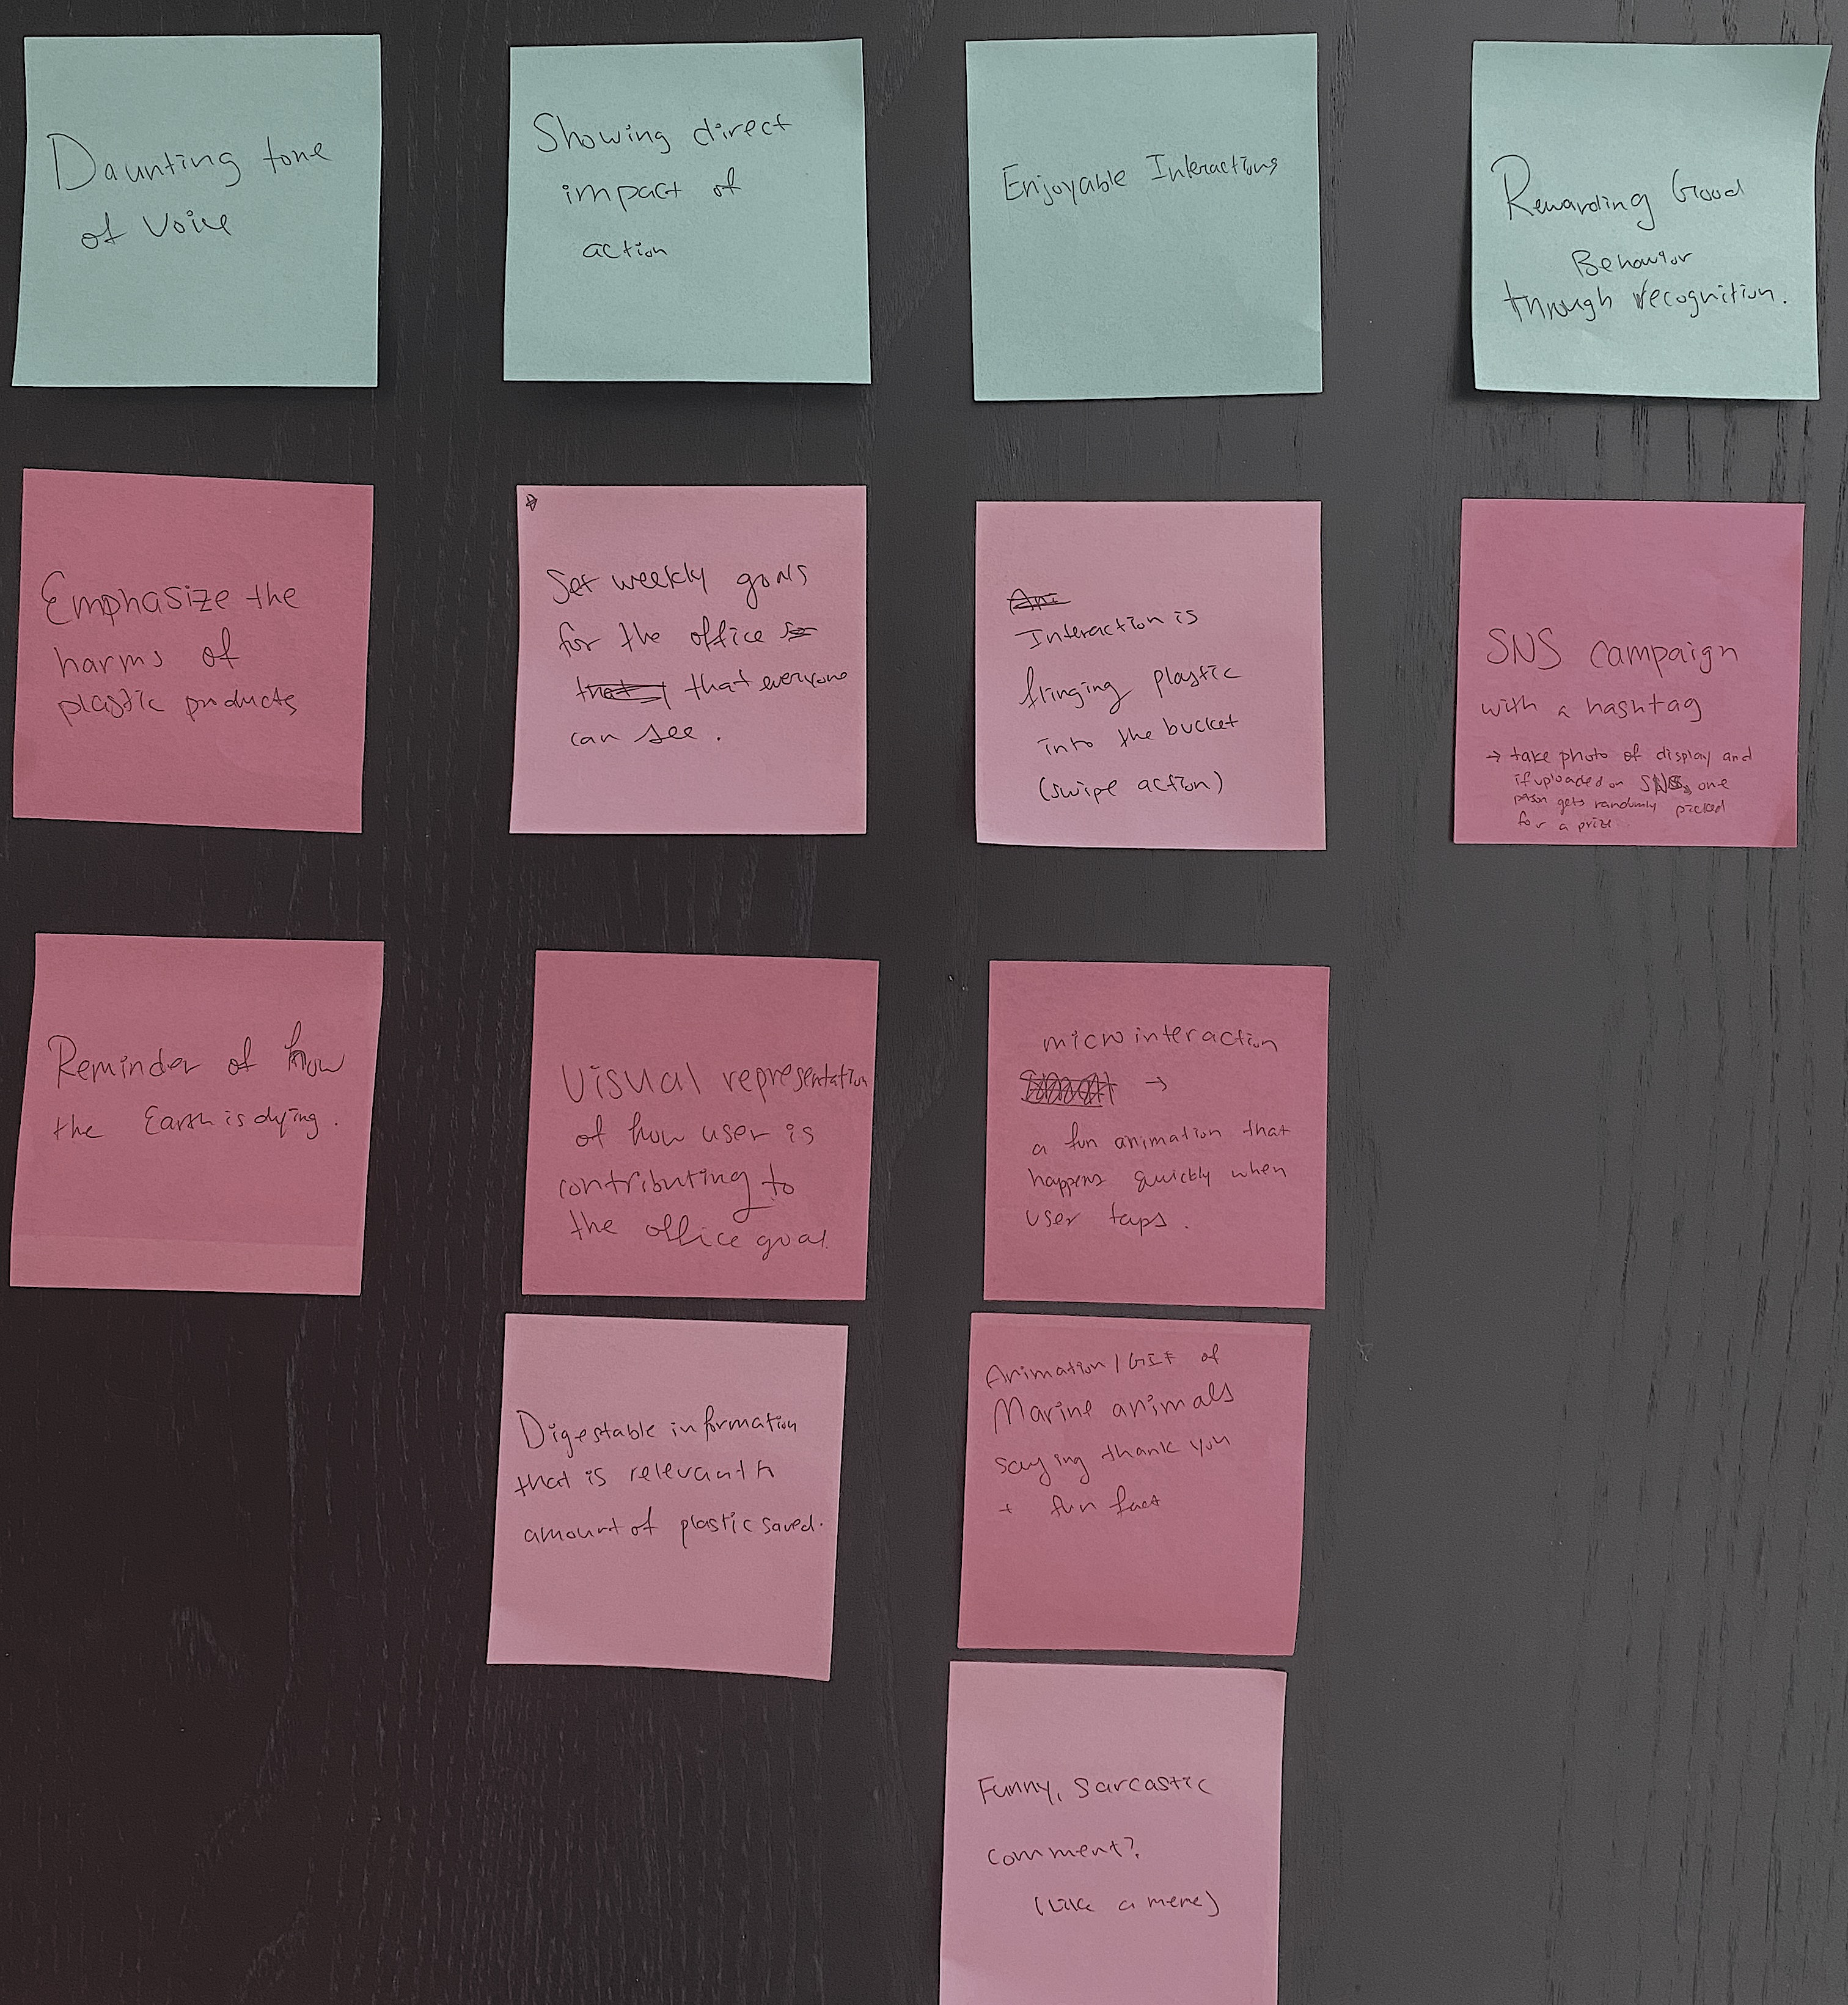 Daunting tone
of Voice
Showing direct
impact of
action
Enjoyable Interactions
Rewarding Good
Behavior
through recognition.
Emphasize the
harms of
plastic products
Set weekly goals
for the office
that everyone
can see.
Interaction is
flinging plastic
into the bucket
(swipe action)
SNS campaign
with a hashtag
→ take photo of display and
if uploaded on SNS, one
person gets randomly picked
for a prize.
Reminder of how
the Earth is dying.
Visual representation
of how user is
contributing to
the office goal.
micro interaction
→
a fun animation that
happens quickly when
user taps.
Digestable information
that is relevant to
amount of plastic saved.
Animation / GIF of
Marine animals
saying thank you
+ fun fact
Funny, Sarcastic
comment?
(Like a meme)